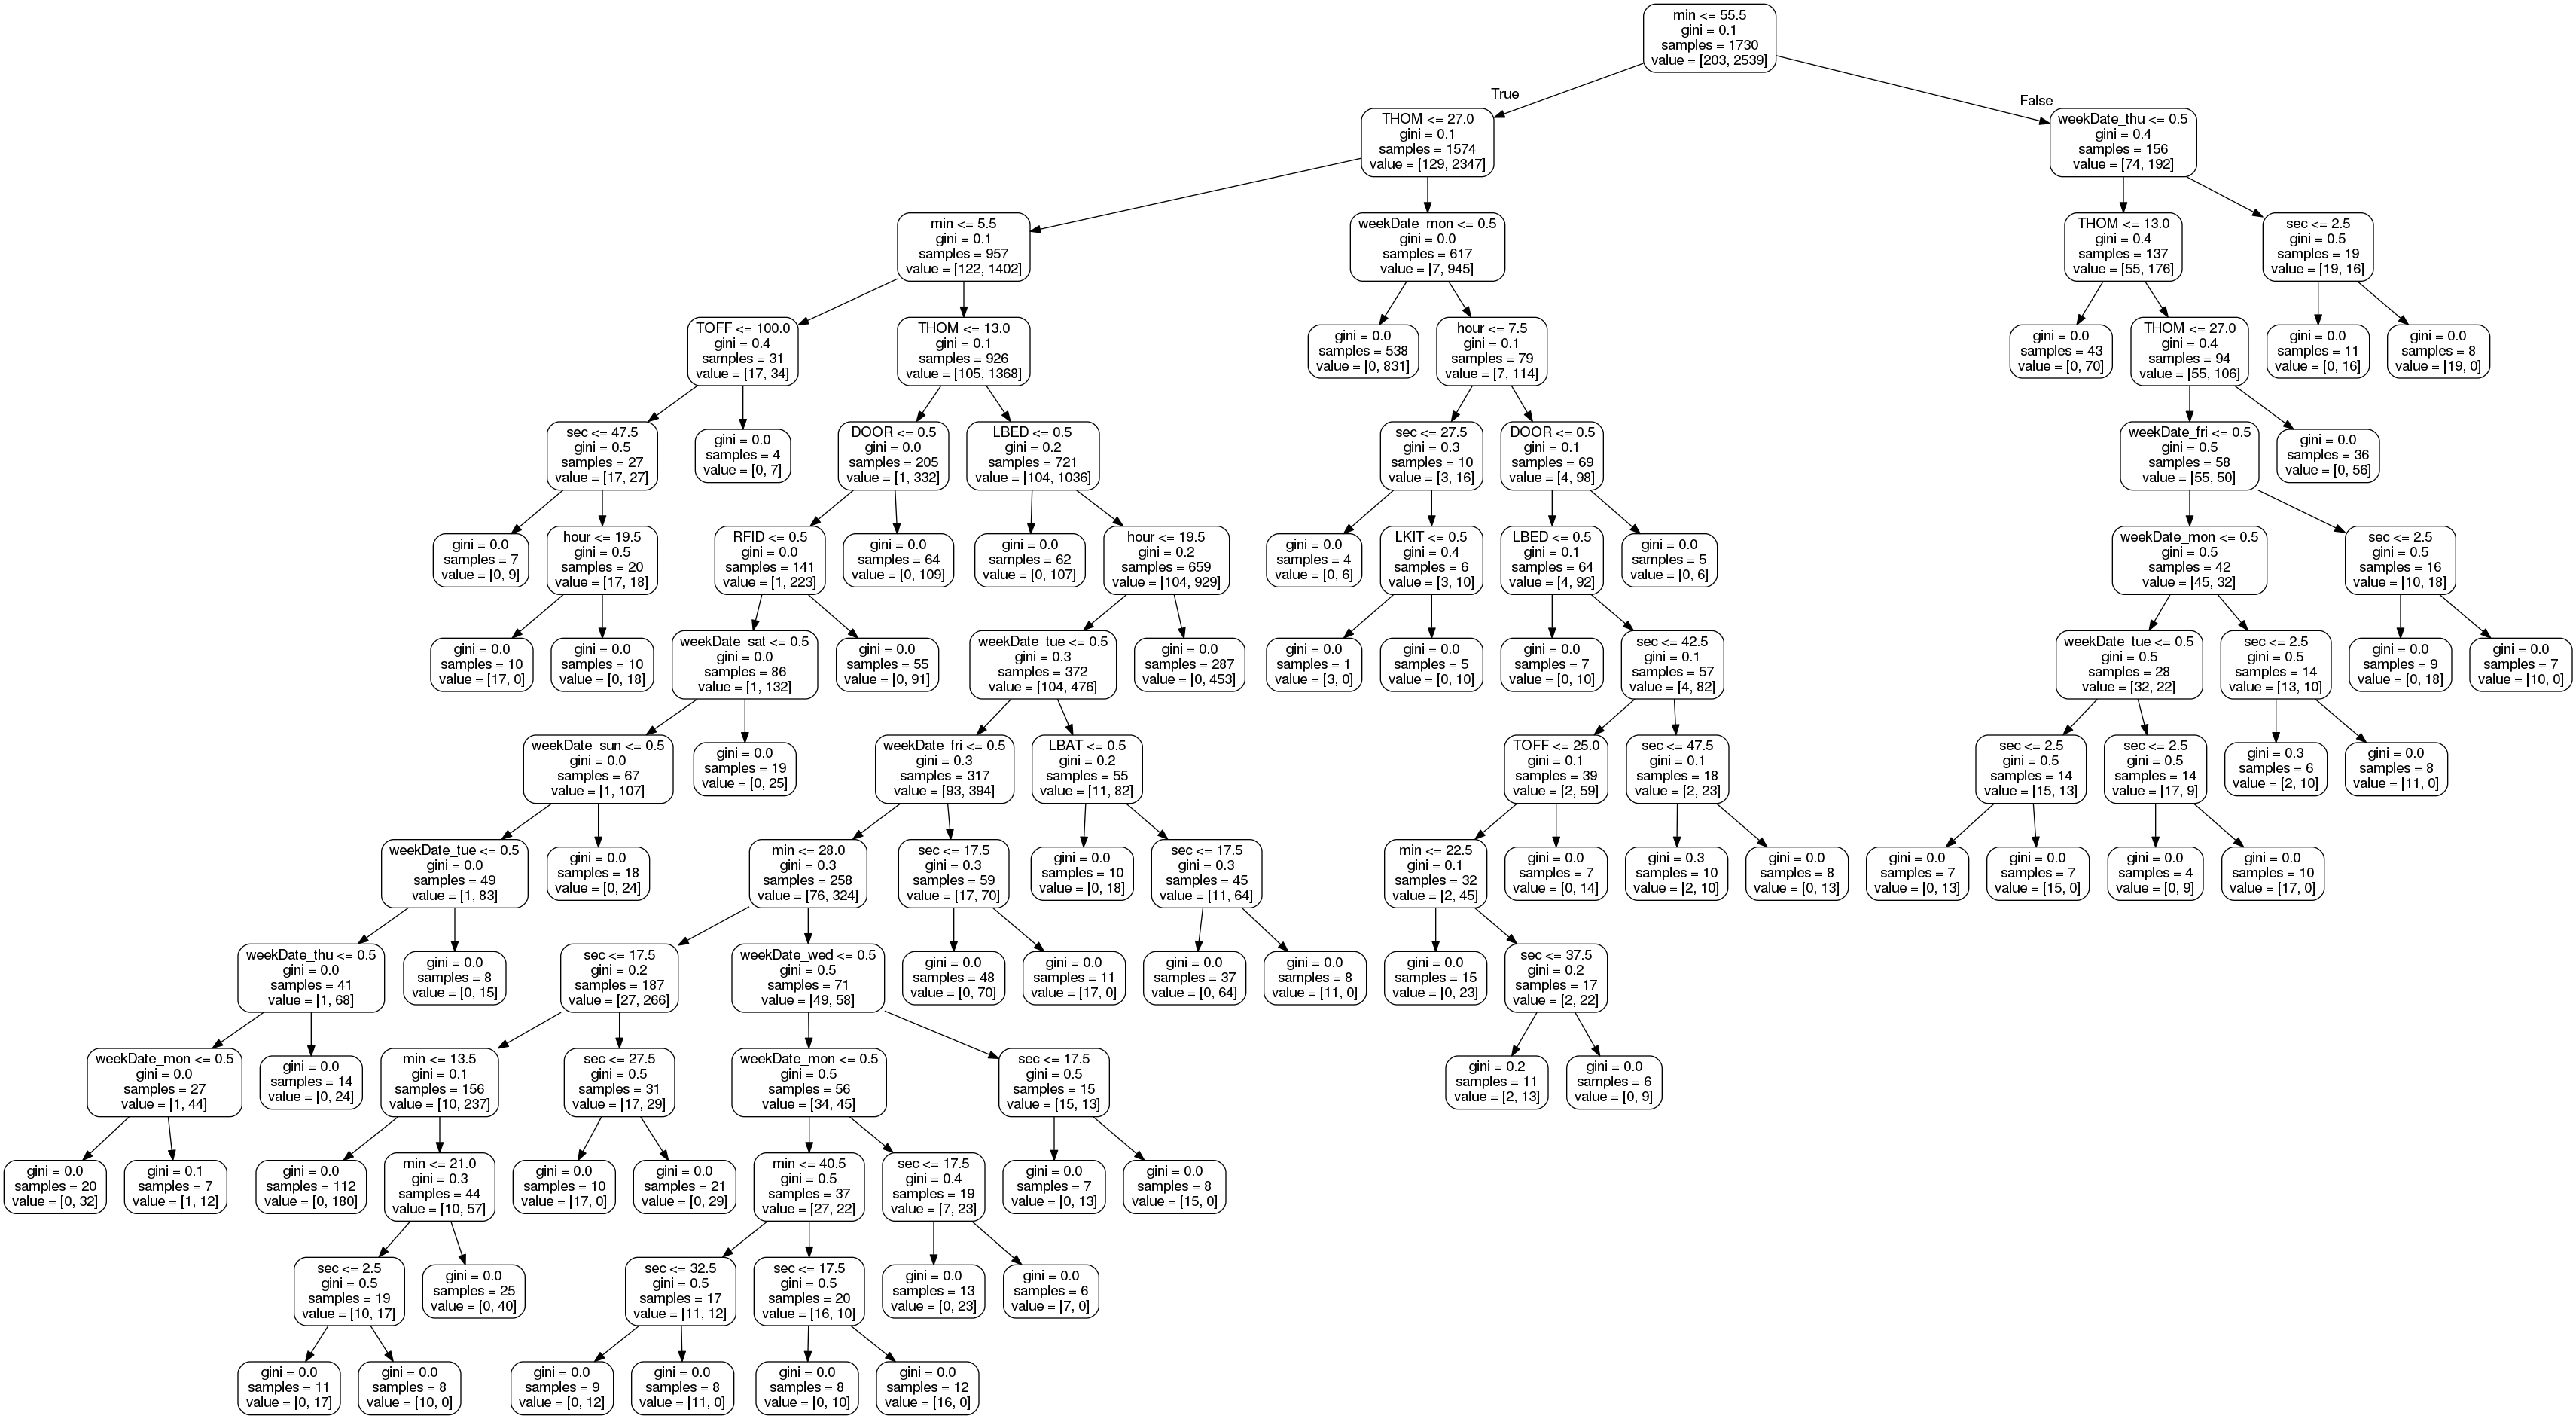 min <= 55.5
gini = 0.1
samples = 1730
value = [203, 2539]
True
False
THOM <= 27.0
gini = 0.1
samples = 1574
value = [129, 2347]
weekDate_thu <= 0.5
gini = 0.4
samples = 156
value = [74, 192]
min <= 5.5
gini = 0.1
samples = 957
value = [122, 1402]
weekDate_mon <= 0.5
gini = 0.0
samples = 617
value = [7, 945]
THOM <= 13.0
gini = 0.4
samples = 137
value = [55, 176]
sec <= 2.5
gini = 0.5
samples = 19
value = [19, 16]
TOFF <= 100.0
gini = 0.4
samples = 31
value = [17, 34]
THOM <= 13.0
gini = 0.1
samples = 926
value = [105, 1368]
gini = 0.0
samples = 538
value = [0, 831]
hour <= 7.5
gini = 0.1
samples = 79
value = [7, 114]
gini = 0.0
samples = 43
value = [0, 70]
THOM <= 27.0
gini = 0.4
samples = 94
value = [55, 106]
gini = 0.0
samples = 11
value = [0, 16]
gini = 0.0
samples = 8
value = [19, 0]
sec <= 47.5
gini = 0.5
samples = 27
value = [17, 27]
gini = 0.0
samples = 4
value = [0, 7]
DOOR <= 0.5
gini = 0.0
samples = 205
value = [1, 332]
LBED <= 0.5
gini = 0.2
samples = 721
value = [104, 1036]
sec <= 27.5
gini = 0.3
samples = 10
value = [3, 16]
DOOR <= 0.5
gini = 0.1
samples = 69
value = [4, 98]
weekDate_fri <= 0.5
gini = 0.5
samples = 58
value = [55, 50]
gini = 0.0
samples = 36
value = [0, 56]
gini = 0.0
samples = 7
value = [0, 9]
hour <= 19.5
gini = 0.5
samples = 20
value = [17, 18]
RFID <= 0.5
gini = 0.0
samples = 141
value = [1, 223]
gini = 0.0
samples = 64
value = [0, 109]
gini = 0.0
samples = 62
value = [0, 107]
hour <= 19.5
gini = 0.2
samples = 659
value = [104, 929]
gini = 0.0
samples = 4
value = [0, 6]
LKIT <= 0.5
gini = 0.4
samples = 6
value = [3, 10]
LBED <= 0.5
gini = 0.1
samples = 64
value = [4, 92]
gini = 0.0
samples = 5
value = [0, 6]
weekDate_mon <= 0.5
gini = 0.5
samples = 42
value = [45, 32]
sec <= 2.5
gini = 0.5
samples = 16
value = [10, 18]
gini = 0.0
samples = 10
value = [17, 0]
gini = 0.0
samples = 10
value = [0, 18]
weekDate_sat <= 0.5
gini = 0.0
samples = 86
value = [1, 132]
gini = 0.0
samples = 55
value = [0, 91]
weekDate_tue <= 0.5
gini = 0.3
samples = 372
value = [104, 476]
gini = 0.0
samples = 287
value = [0, 453]
gini = 0.0
samples = 1
value = [3, 0]
gini = 0.0
samples = 5
value = [0, 10]
gini = 0.0
samples = 7
value = [0, 10]
sec <= 42.5
gini = 0.1
samples = 57
value = [4, 82]
weekDate_tue <= 0.5
gini = 0.5
samples = 28
value = [32, 22]
sec <= 2.5
gini = 0.5
samples = 14
value = [13, 10]
gini = 0.0
samples = 9
value = [0, 18]
gini = 0.0
samples = 7
value = [10, 0]
weekDate_sun <= 0.5
gini = 0.0
samples = 67
value = [1, 107]
gini = 0.0
samples = 19
value = [0, 25]
weekDate_fri <= 0.5
gini = 0.3
samples = 317
value = [93, 394]
LBAT <= 0.5
gini = 0.2
samples = 55
value = [11, 82]
TOFF <= 25.0
gini = 0.1
samples = 39
value = [2, 59]
sec <= 47.5
gini = 0.1
samples = 18
value = [2, 23]
sec <= 2.5
gini = 0.5
samples = 14
value = [15, 13]
sec <= 2.5
gini = 0.5
samples = 14
value = [17, 9]
gini = 0.3
samples = 6
value = [2, 10]
gini = 0.0
samples = 8
value = [11, 0]
weekDate_tue <= 0.5
gini = 0.0
samples = 49
value = [1, 83]
gini = 0.0
samples = 18
value = [0, 24]
min <= 28.0
gini = 0.3
samples = 258
value = [76, 324]
sec <= 17.5
gini = 0.3
samples = 59
value = [17, 70]
gini = 0.0
samples = 10
value = [0, 18]
sec <= 17.5
gini = 0.3
samples = 45
value = [11, 64]
min <= 22.5
gini = 0.1
samples = 32
value = [2, 45]
gini = 0.0
samples = 7
value = [0, 14]
gini = 0.3
samples = 10
value = [2, 10]
gini = 0.0
samples = 8
value = [0, 13]
gini = 0.0
samples = 7
value = [0, 13]
gini = 0.0
samples = 7
value = [15, 0]
gini = 0.0
samples = 4
value = [0, 9]
gini = 0.0
samples = 10
value = [17, 0]
weekDate_thu <= 0.5
gini = 0.0
samples = 41
value = [1, 68]
gini = 0.0
samples = 8
value = [0, 15]
sec <= 17.5
gini = 0.2
samples = 187
value = [27, 266]
weekDate_wed <= 0.5
gini = 0.5
samples = 71
value = [49, 58]
gini = 0.0
samples = 48
value = [0, 70]
gini = 0.0
samples = 11
value = [17, 0]
gini = 0.0
samples = 37
value = [0, 64]
gini = 0.0
samples = 8
value = [11, 0]
gini = 0.0
samples = 15
value = [0, 23]
sec <= 37.5
gini = 0.2
samples = 17
value = [2, 22]
weekDate_mon <= 0.5
gini = 0.0
samples = 27
value = [1, 44]
gini = 0.0
samples = 14
value = [0, 24]
min <= 13.5
gini = 0.1
samples = 156
value = [10, 237]
sec <= 27.5
gini = 0.5
samples = 31
value = [17, 29]
weekDate_mon <= 0.5
gini = 0.5
samples = 56
value = [34, 45]
sec <= 17.5
gini = 0.5
samples = 15
value = [15, 13]
gini = 0.2
samples = 11
value = [2, 13]
gini = 0.0
samples = 6
value = [0, 9]
gini = 0.0
samples = 20
value = [0, 32]
gini = 0.1
samples = 7
value = [1, 12]
gini = 0.0
samples = 112
value = [0, 180]
min <= 21.0
gini = 0.3
samples = 44
value = [10, 57]
gini = 0.0
samples = 10
value = [17, 0]
gini = 0.0
samples = 21
value = [0, 29]
min <= 40.5
gini = 0.5
samples = 37
value = [27, 22]
sec <= 17.5
gini = 0.4
samples = 19
value = [7, 23]
gini = 0.0
samples = 7
value = [0, 13]
gini = 0.0
samples = 8
value = [15, 0]
sec <= 2.5
gini = 0.5
samples = 19
value = [10, 17]
gini = 0.0
samples = 25
value = [0, 40]
sec <= 32.5
gini = 0.5
samples = 17
value = [11, 12]
sec <= 17.5
gini = 0.5
samples = 20
value = [16, 10]
gini = 0.0
samples = 13
value = [0, 23]
gini = 0.0
samples = 6
value = [7, 0]
gini = 0.0
samples = 11
value = [0, 17]
gini = 0.0
samples = 8
value = [10, 0]
gini = 0.0
samples = 9
value = [0, 12]
gini = 0.0
samples = 8
value = [11, 0]
gini = 0.0
samples = 8
value = [0, 10]
gini = 0.0
samples = 12
value = [16, 0]